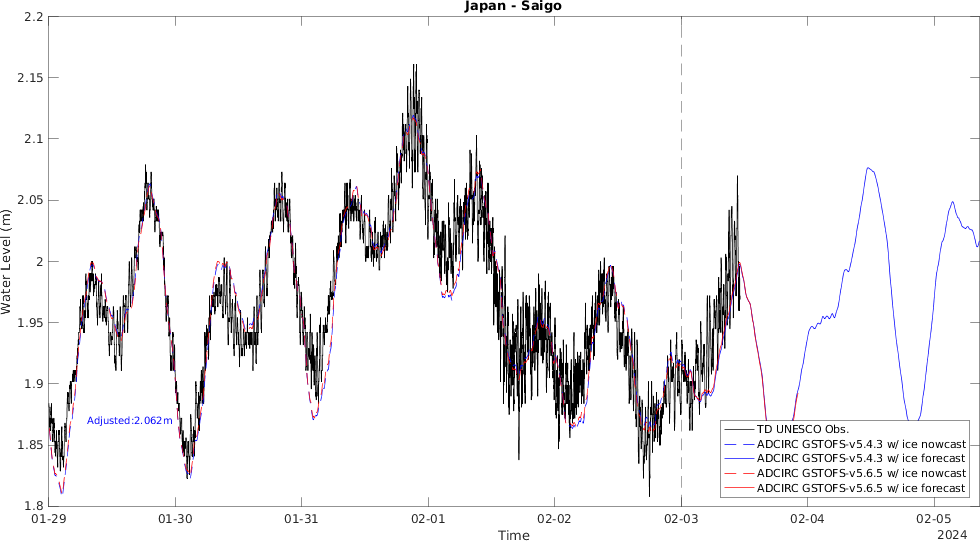 Japan - Saigo
Water Level (m)
2.2
2.15
2.1
2.05
2
1.95
1.9
1.85
1.8
Adjusted:2.062m
TD UNESCO Obs.
ADCIRC GSTOFS-v5.4.3 w/ ice nowcast
ADCIRC GSTOFS-v5.4.3 w/ ice forecast
ADCIRC GSTOFS-v5.6.5 w/ ice nowcast
ADCIRC GSTOFS-v5.6.5 w/ ice forecast
01-29 01-30 01-31 02-01 02-02 02-03 02-04 02-05
Time
2024